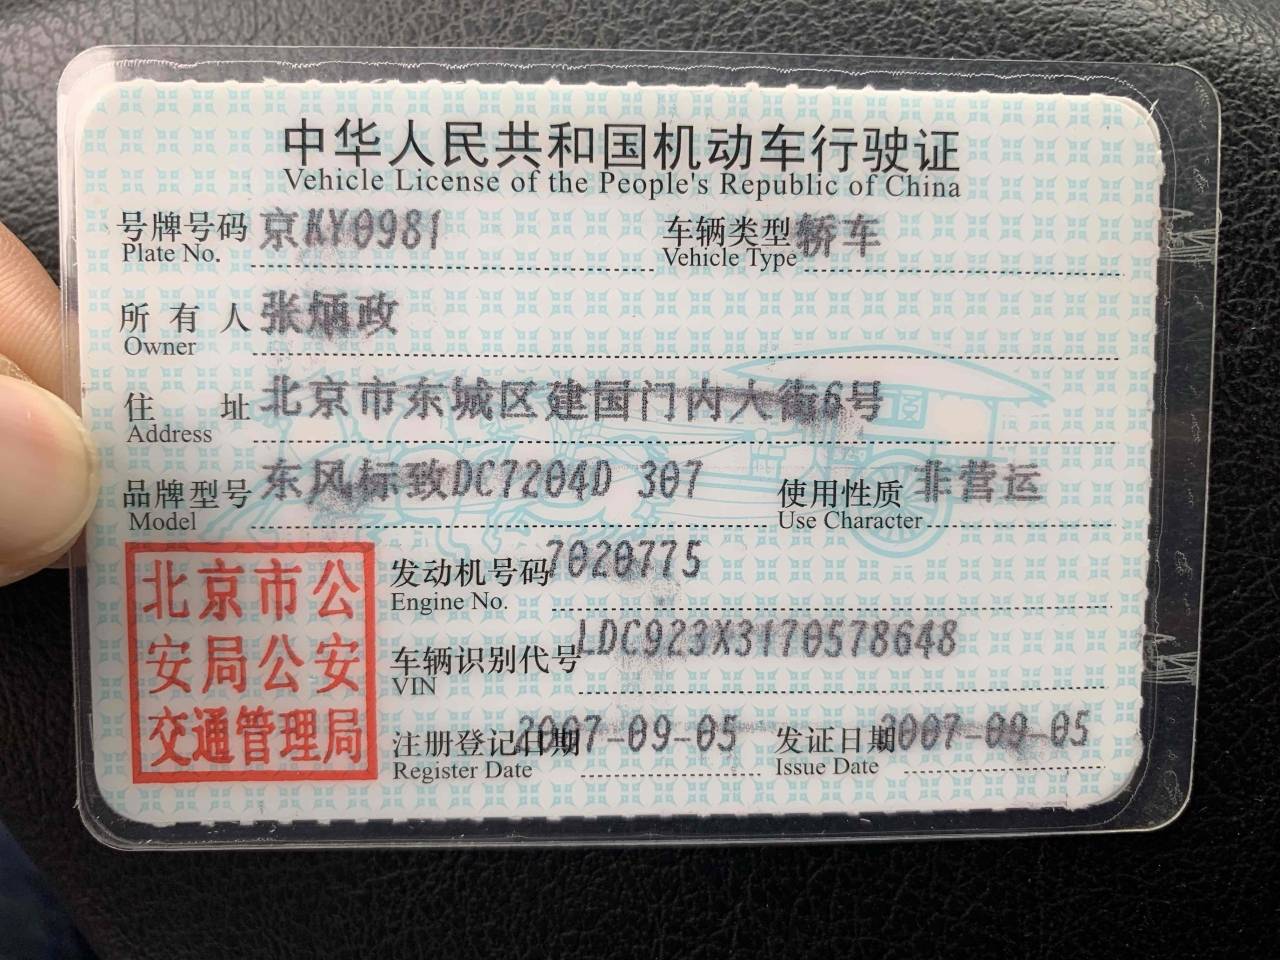 中华人民共和国机动车行驶证
Vehicle License of the People's Republic of China
号牌号码 京KY0981 车辆类型 轿车
Plate No. Vehicle Type
所有人 张炳政
Owner
住址 北京市东城区建国门内大街6号
Address
品牌型号 东风标致DC7204D 307 使用性质 非营运
Model Use Character
北京市公
安局公安
交通管理局
发动机号码 7020775
Engine No.
车辆识别代号 LDC923X3170578648
VIN
注册登记日期 2007-09-05 发证日期 2007-09-05
Register Date Issue Date